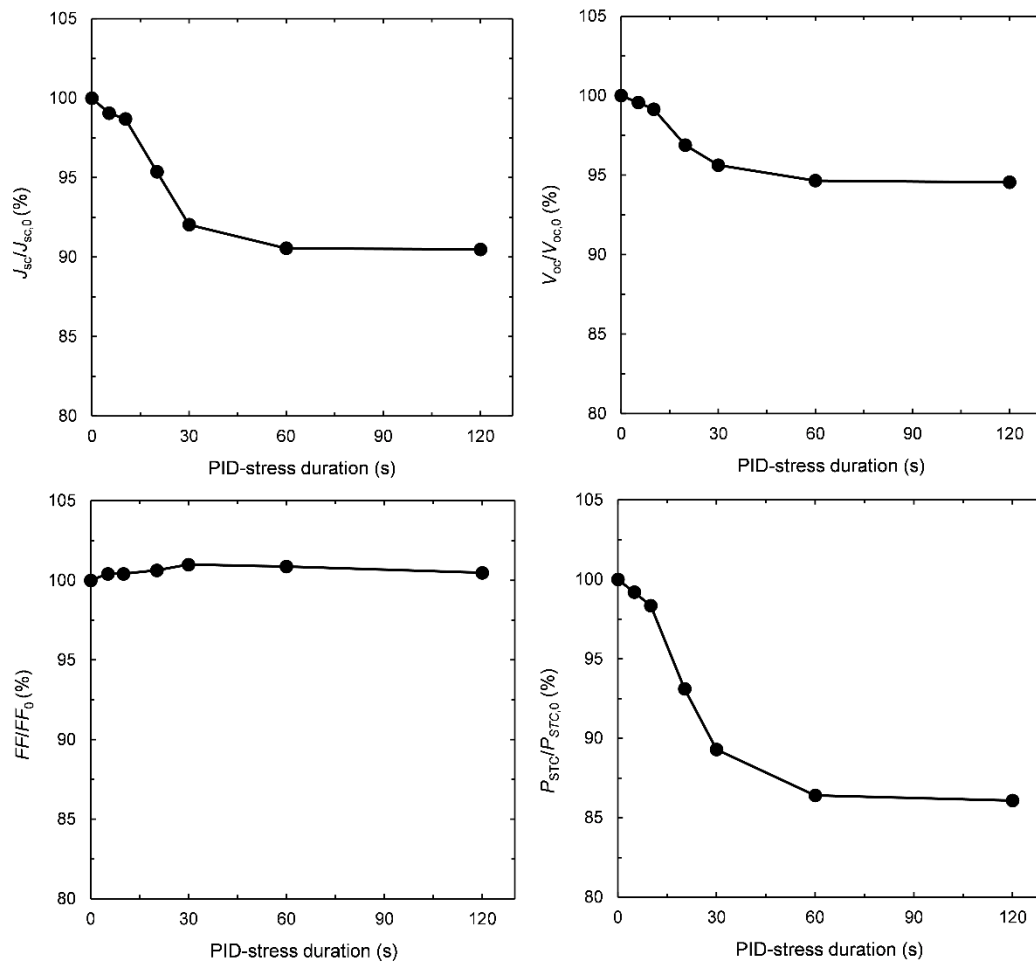 105
100
95
90
85
80
Jsc/Jsc,0 (%)
0 30 60 90 120
PID-stress duration (s)
105
100
95
90
85
80
Voc/Voc,0 (%)
0 30 60 90 120
PID-stress duration (s)
105
100
95
90
85
80
FF/FF0 (%)
0 30 60 90 120
PID-stress duration (s)
105
100
95
90
85
80
PSTC/PSTC,0 (%)
0 30 60 90 120
PID-stress duration (s)